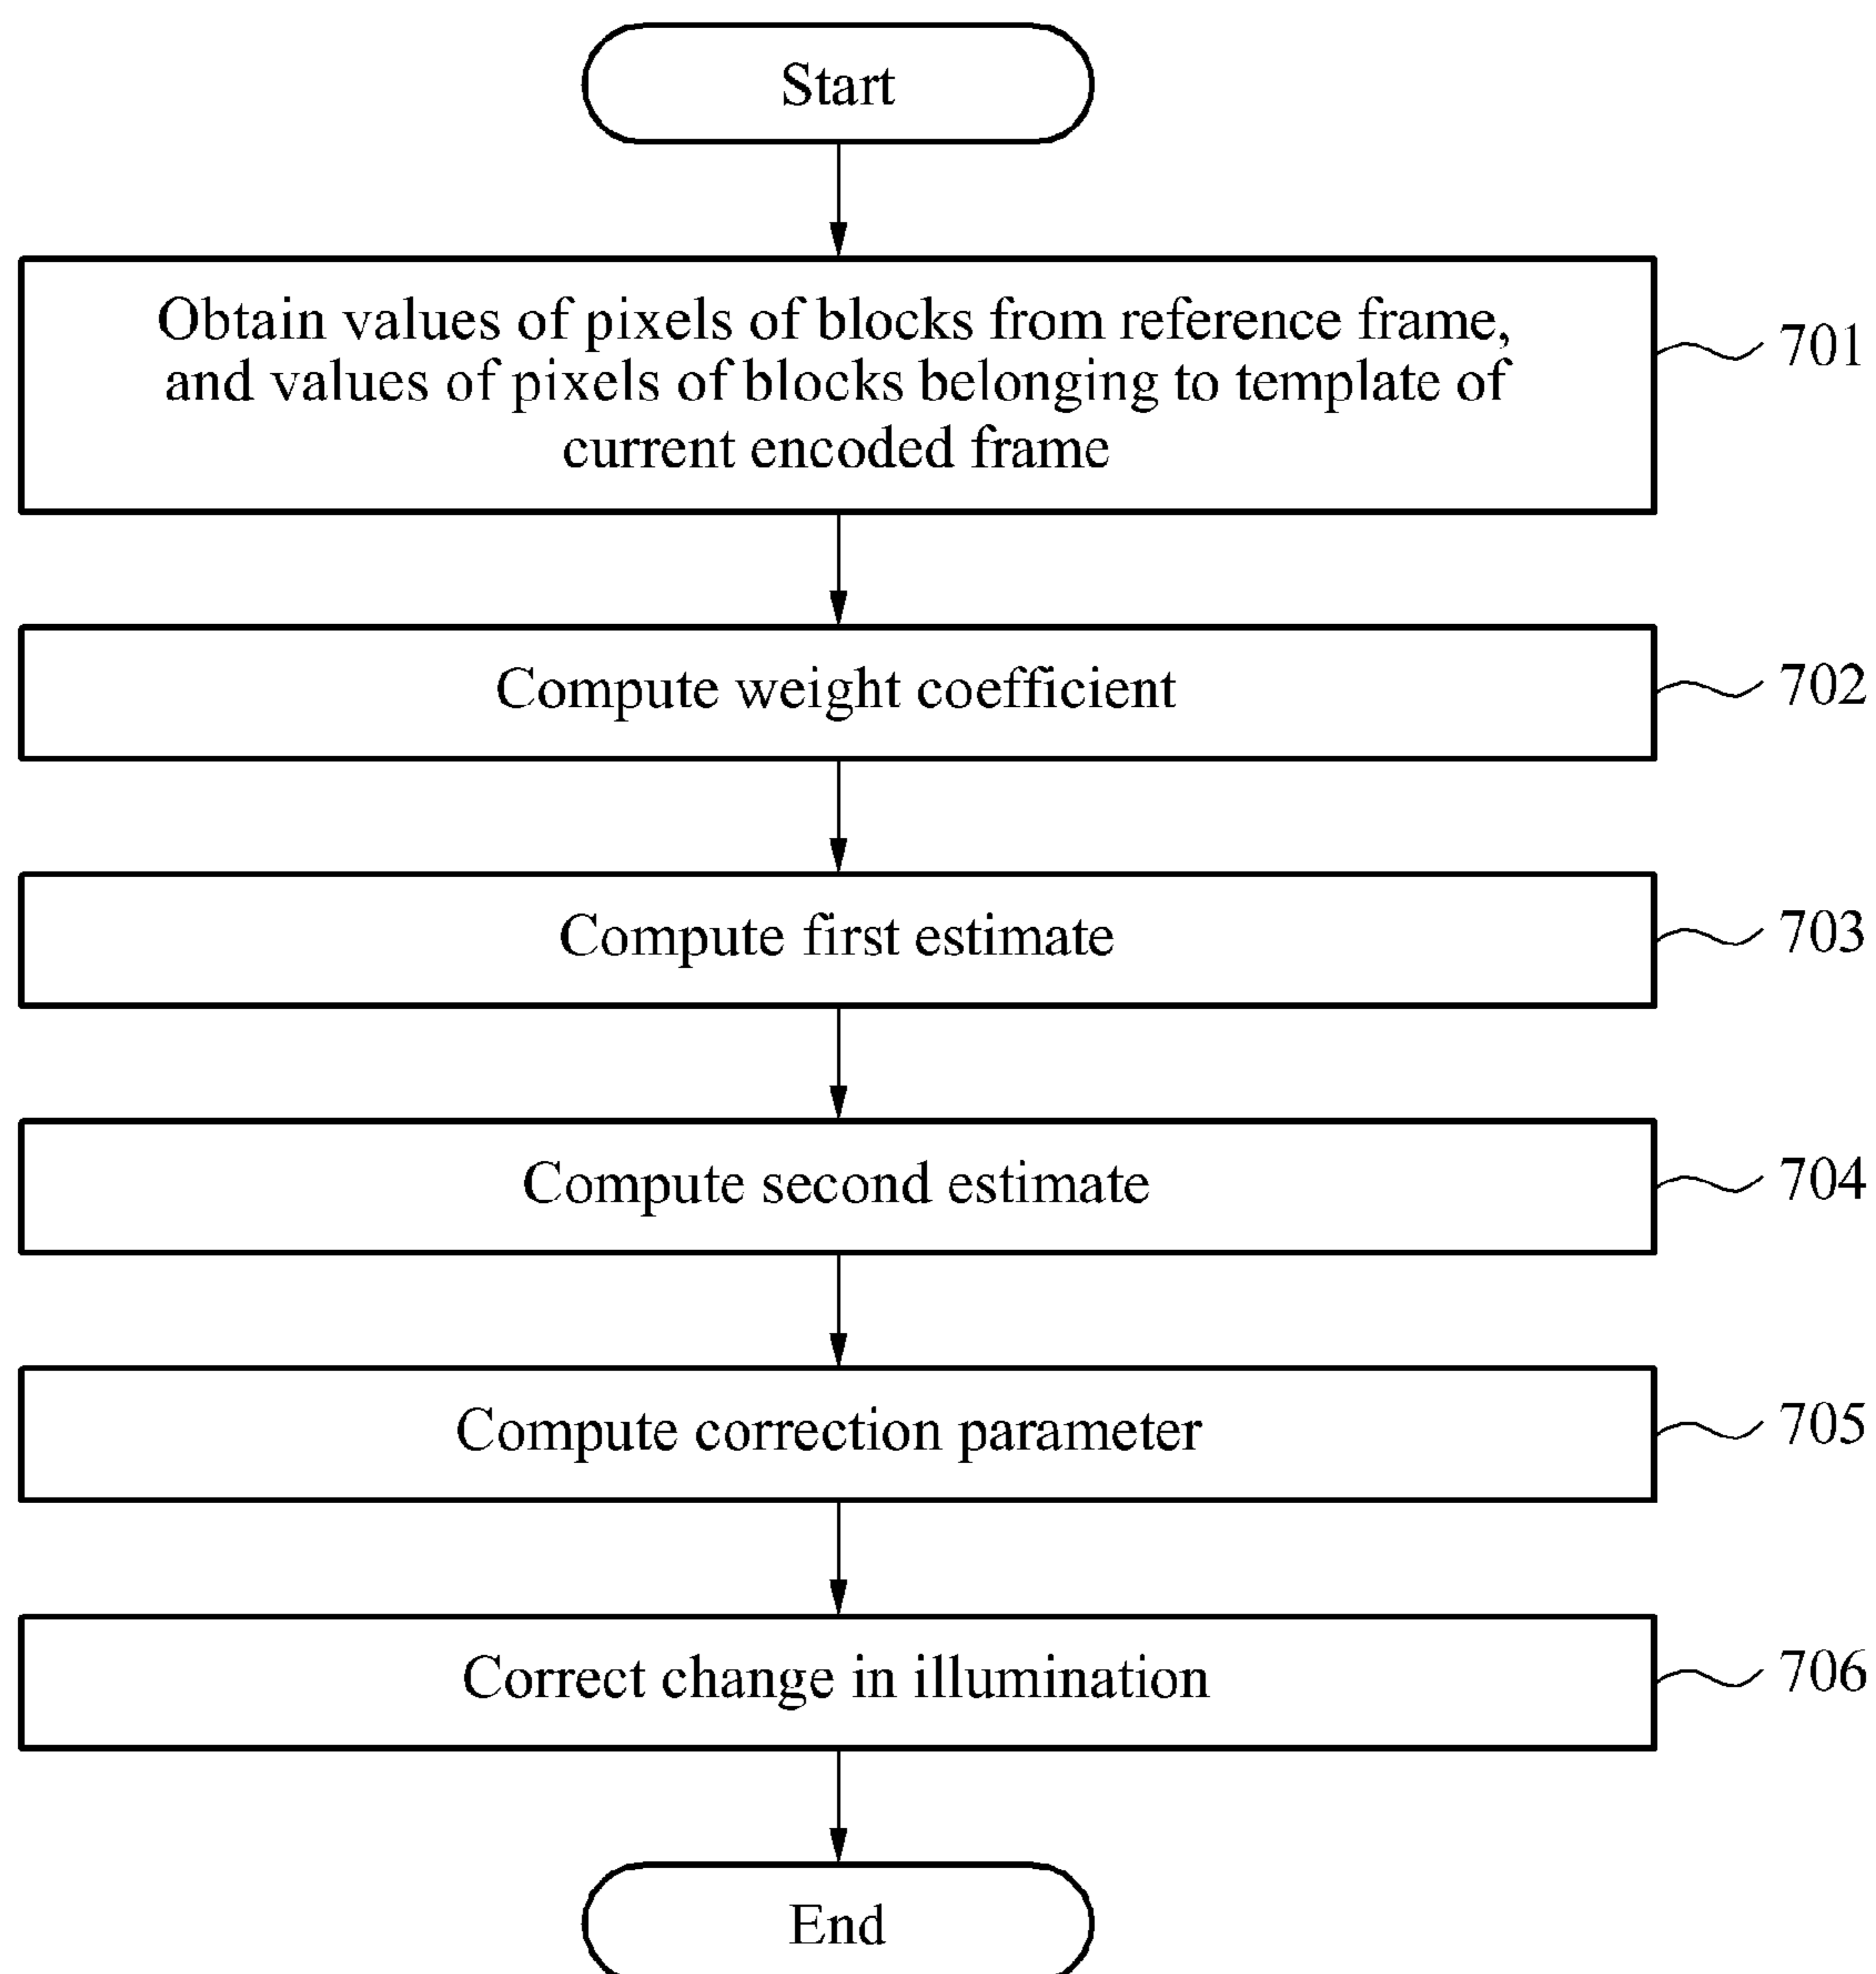 Start
Obtain values of pixels of blocks from reference frame,
and values of pixels of blocks belonging to template of
current encoded frame
701
Compute weight coefficient
702
Compute first estimate
703
Compute second estimate
704
Compute correction parameter
705
Correct change in illumination
706
End